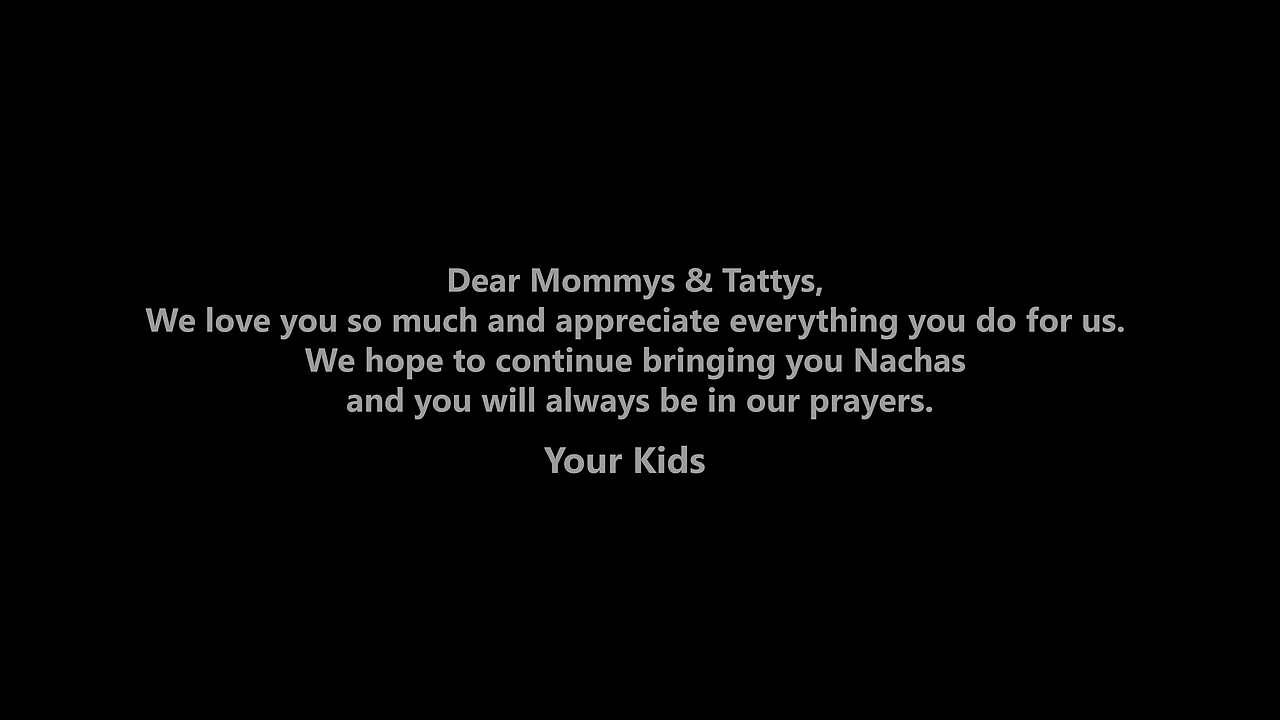 Dear Mommys & Tattys,
We love you so much and appreciate everything you do for us.
We hope to continue bringing you Nachas
and you will always be in our prayers.
Your Kids